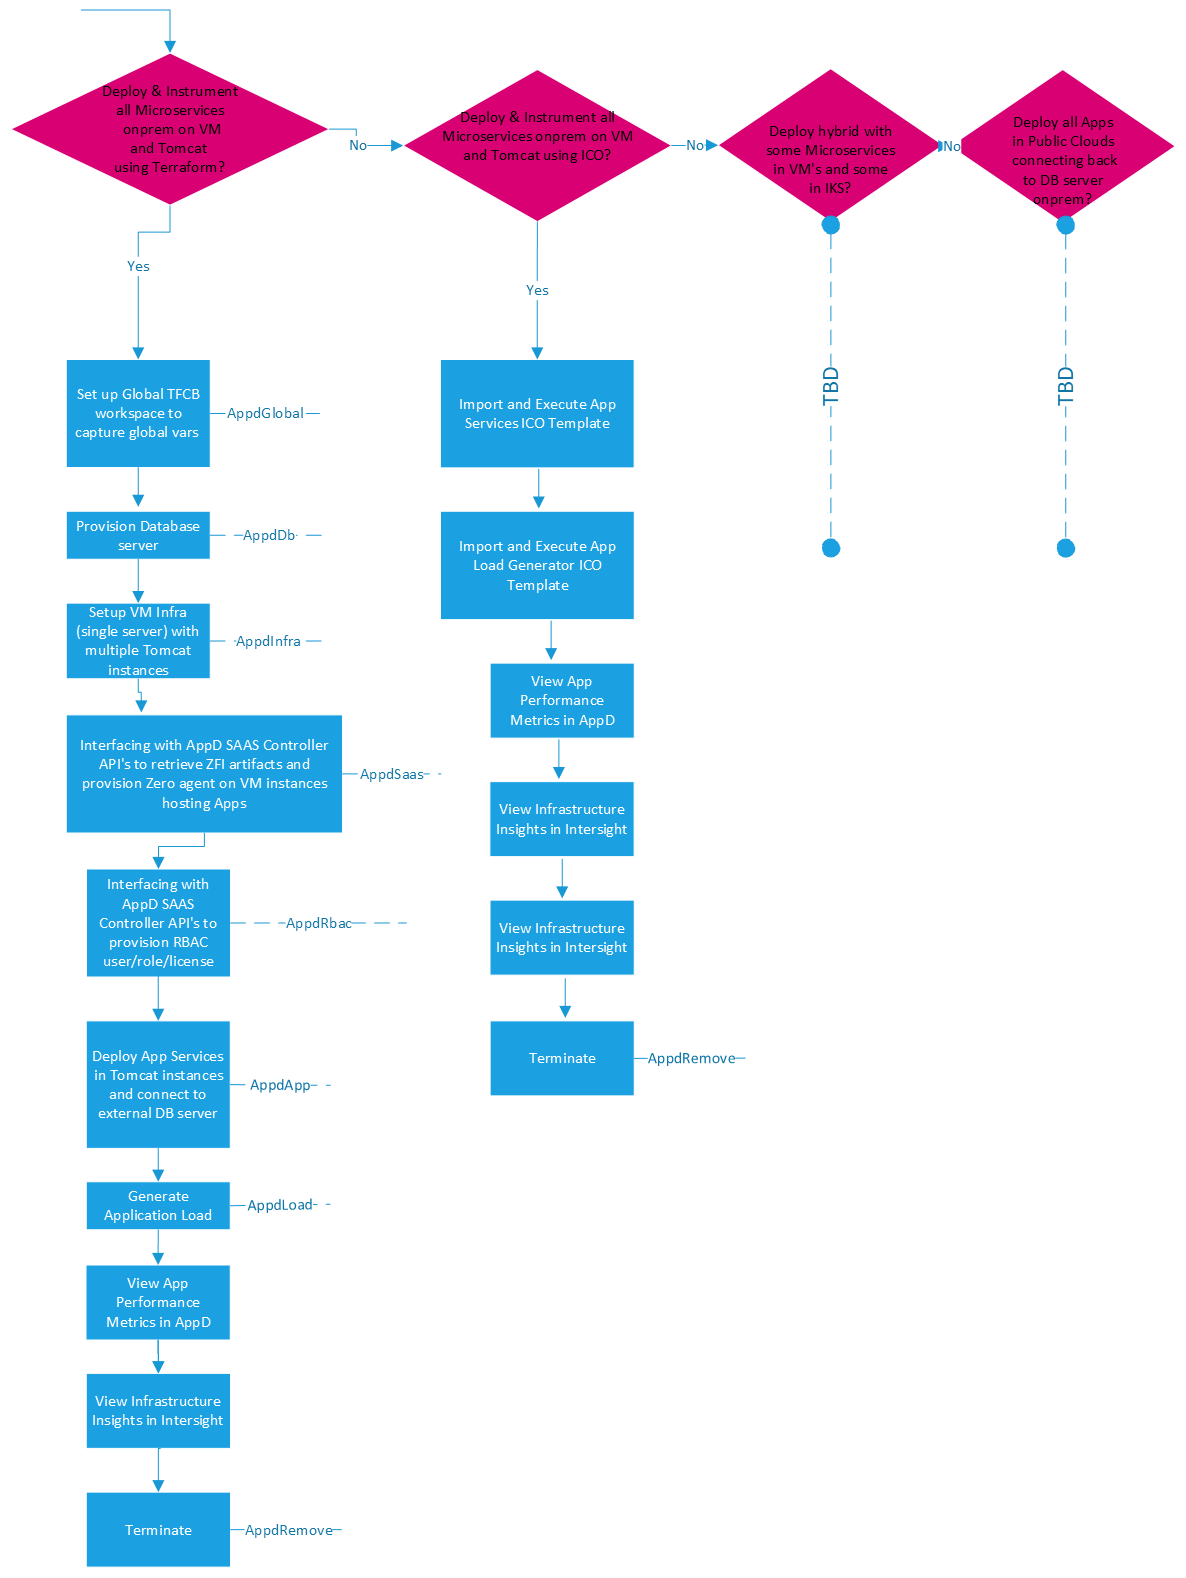 Deploy & Instrument
all Microservices
onprem on VM
and Tomcat
using Terraform?
No
Deploy & Instrument all
Microservices onprem on VM
and Tomcat using ICO?
No
Deploy hybrid with
some Microservices
in VM's and some
in IKS?
No
Deploy all Apps
in Public Clouds
connecting back
to DB server
onprem?
Yes
Set up Global TFCB
workspace to
capture global vars
AppdGlobal
Provision Database
server
AppdDb
Setup VM Infra
(single server) with
multiple Tomcat
instances
AppdInfra
Interfacing with AppD SAAS Controller
API's to retrieve ZFI artifacts and
provision Zero agent on VM instances
hosting Apps
AppdSaas
Interfacing with
AppD SAAS
Controller API's to
provision RBAC
user/role/license
AppdRbac
Deploy App Services
in Tomcat instances
and connect to
external DB server
AppdApp
Generate
Application Load
AppdLoad
View App
Performance
Metrics in AppD
View Infrastructure
Insights in Intersight
Terminate
AppdRemove
Yes
Import and Execute App
Services ICO Template
Import and Execute App
Load Generator ICO
Template
View App
Performance
Metrics in AppD
View Infrastructure
Insights in Intersight
View Infrastructure
Insights in Intersight
Terminate
AppdRemove
TBD
TBD